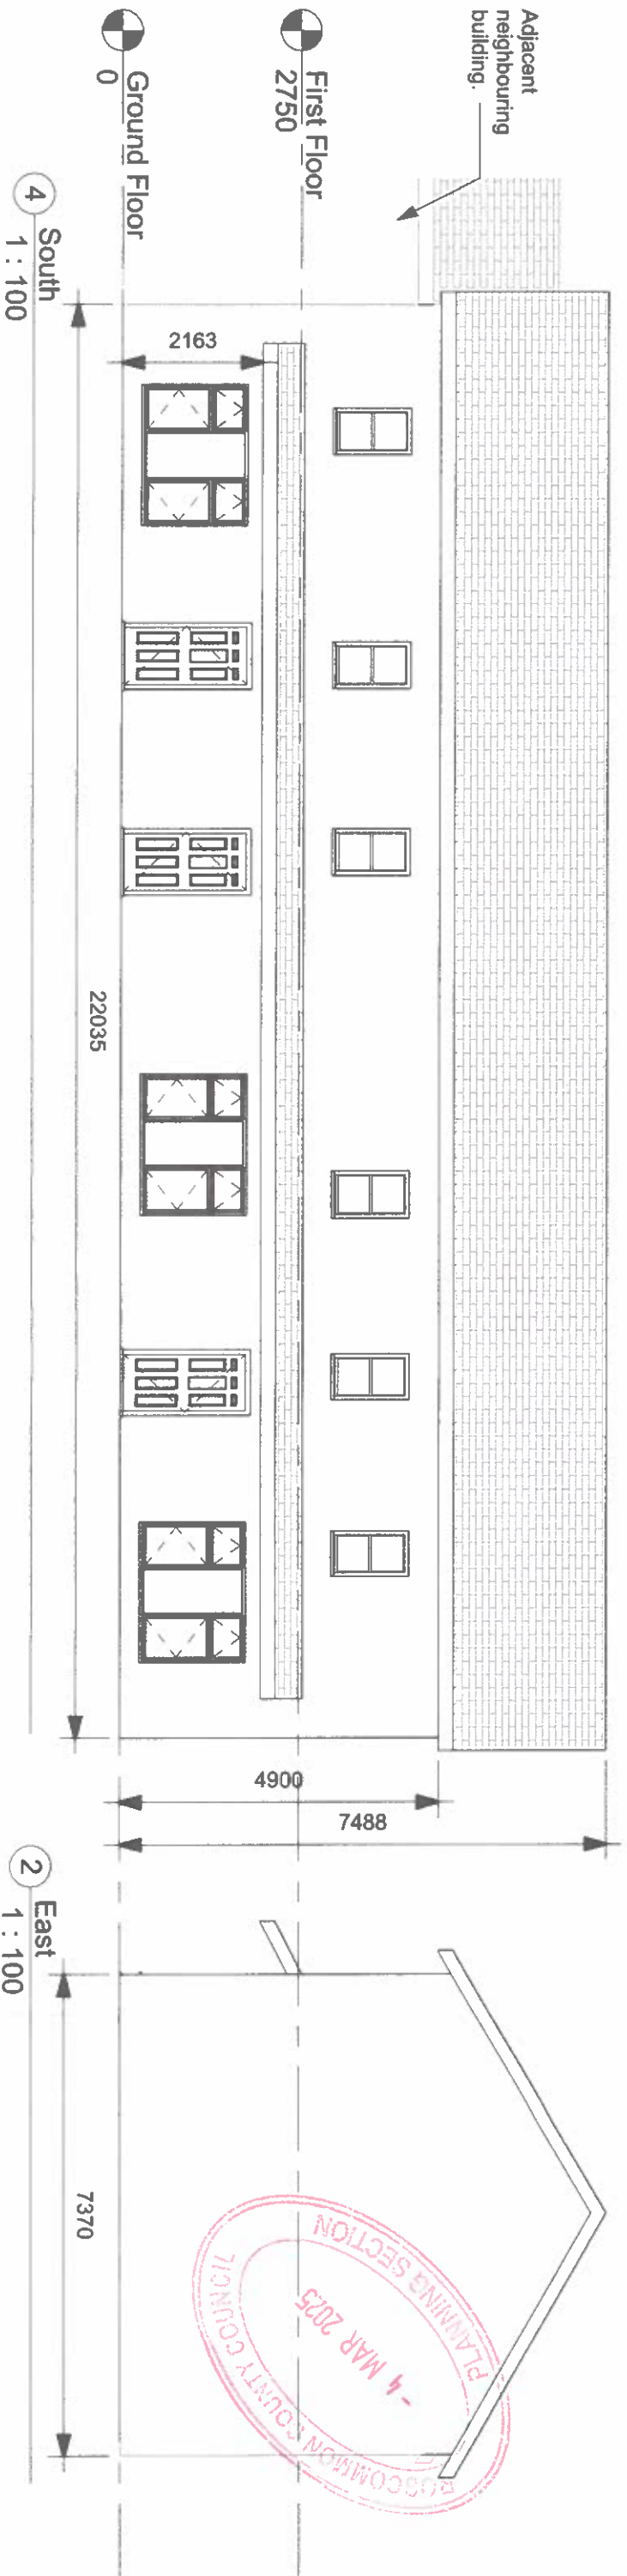 Adjacent
neighbouring
building.
First Floor
2750
Ground Floor
0
2163
22035
4900
7488
4 South
1 : 100
7370
2 East
1 : 100
ROSCOMMON COUNTY COUNCIL
- 4 MAR 2025
PLANNING SECTION